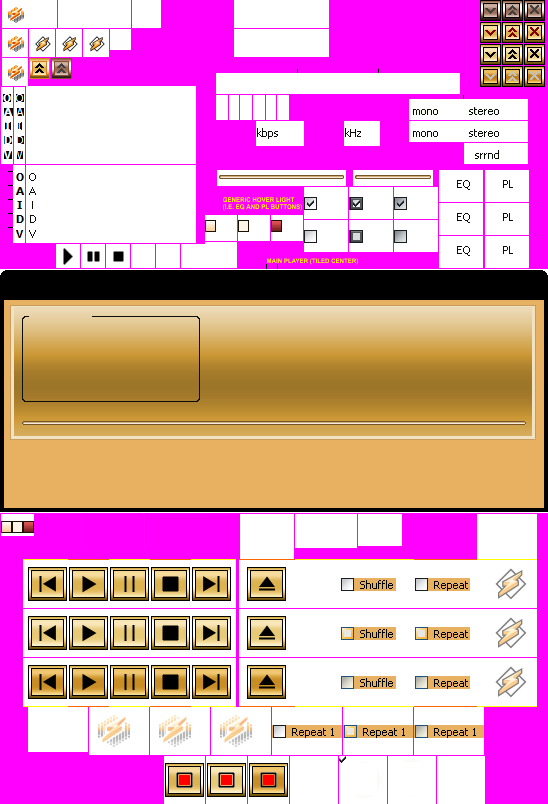 mono stereo
kbps kHz mono stereo
srrnd
O O
A A
I I
D D
V V
EQ PL
GENERIC HOVER LIGHT
(I.E. EQ AND PL BUTTONS)
EQ PL
EQ PL
MAIN PLAYER (TILED CENTER)
Shuffle Repeat
Shuffle Repeat
Shuffle Repeat
Repeat 1 Repeat 1 Repeat 1